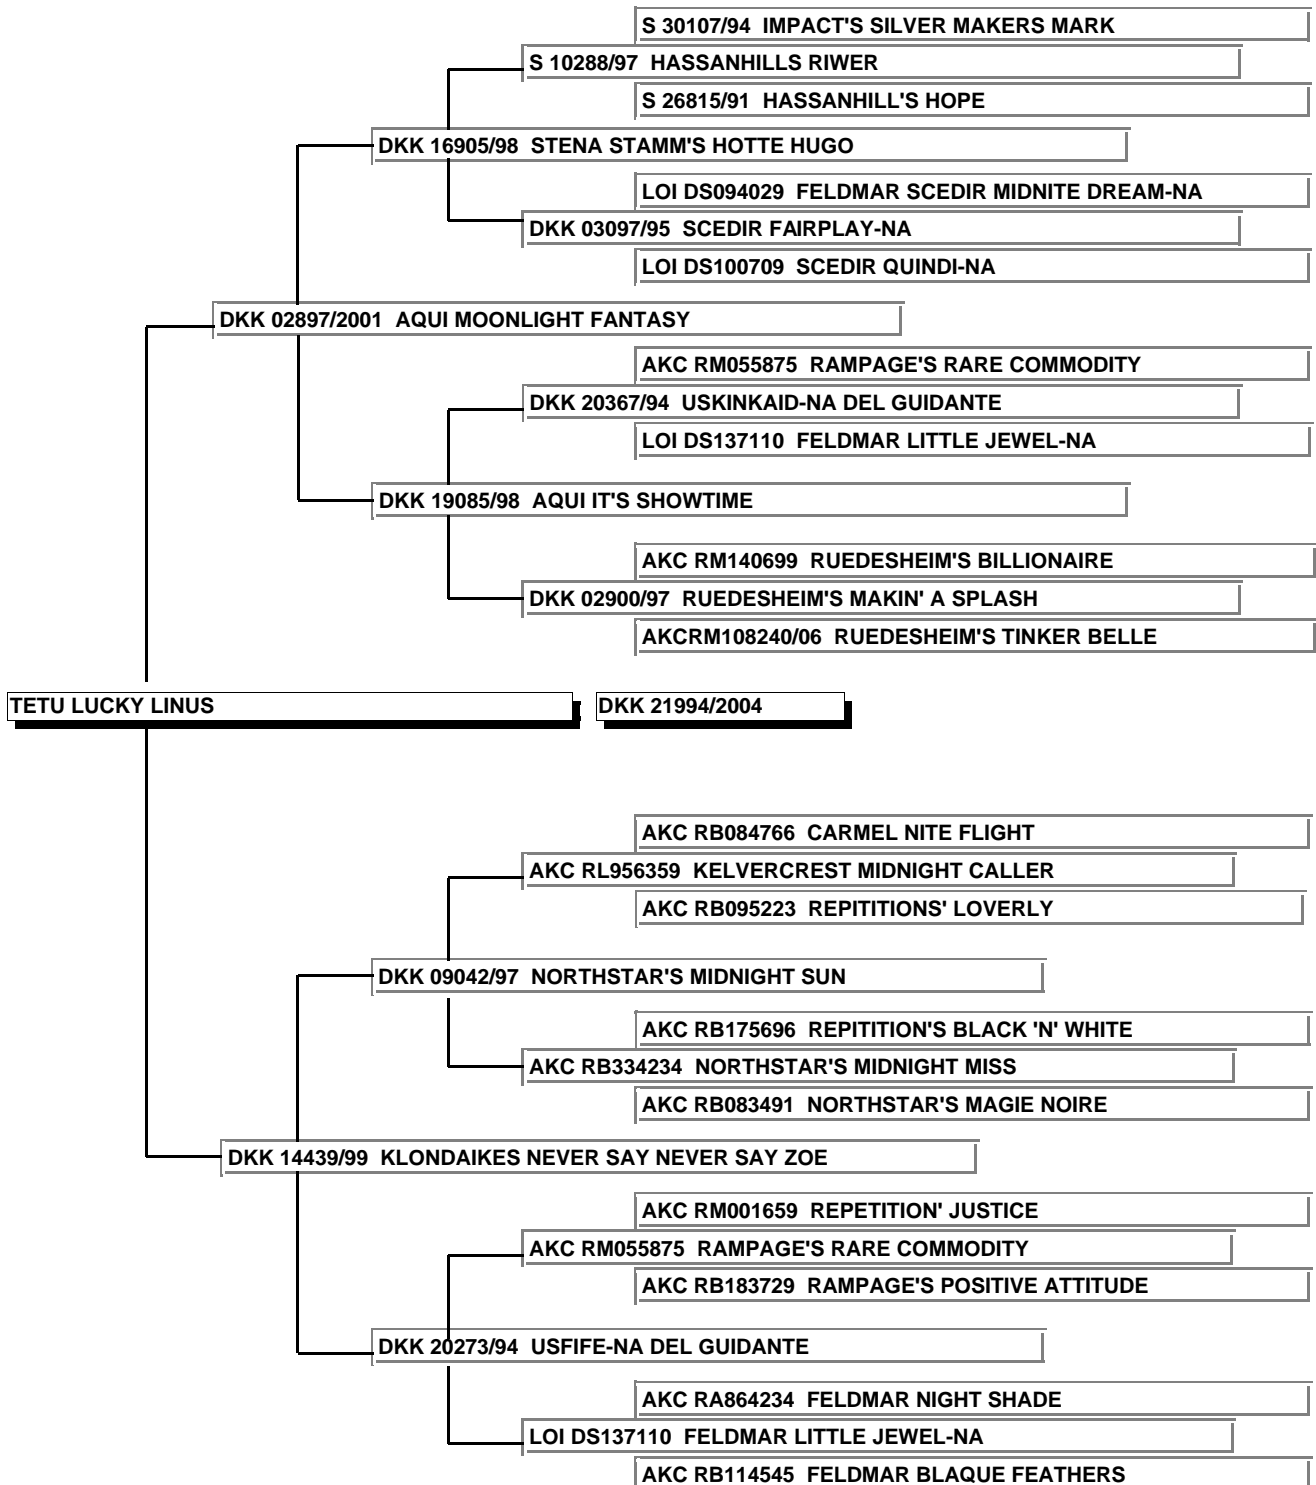 S 30107/94 IMPACT'S SILVER MAKERS MARK
S 10288/97 HASSANHILLS RIWER
S 26815/91 HASSANHILL'S HOPE
DKK 16905/98 STENA STAMM'S HOTTE HUGO
LOI DS094029 FELDMAR SCEDIR MIDNITE DREAM-NA
DKK 03097/95 SCEDIR FAIRPLAY-NA
LOI DS100709 SCEDIR QUINDI-NA
DKK 02897/2001 AQUI MOONLIGHT FANTASY
AKC RM055875 RAMPAGE'S RARE COMMODITY
DKK 20367/94 USKINKAID-NA DEL GUIDANTE
LOI DS137110 FELDMAR LITTLE JEWEL-NA
DKK 19085/98 AQUI IT'S SHOWTIME
AKC RM140699 RUEDESHEIM'S BILLIONAIRE
DKK 02900/97 RUEDESHEIM'S MAKIN' A SPLASH
AKCRM108240/06 RUEDESHEIM'S TINKER BELLE
TETU LUCKY LINUS DKK 21994/2004
AKC RB084766 CARMEL NITE FLIGHT
AKC RL956359 KELVERCREST MIDNIGHT CALLER
AKC RB095223 REPITITIONS' LOVERLY
DKK 09042/97 NORTHSTAR'S MIDNIGHT SUN
AKC RB175696 REPITITION'S BLACK 'N' WHITE
AKC RB334234 NORTHSTAR'S MIDNIGHT MISS
AKC RB083491 NORTHSTAR'S MAGIE NOIRE
DKK 14439/99 KLONDAIKES NEVER SAY NEVER SAY ZOE
AKC RM001659 REPETITION' JUSTICE
AKC RM055875 RAMPAGE'S RARE COMMODITY
AKC RB183729 RAMPAGE'S POSITIVE ATTITUDE
DKK 20273/94 USFIFE-NA DEL GUIDANTE
AKC RA864234 FELDMAR NIGHT SHADE
LOI DS137110 FELDMAR LITTLE JEWEL-NA
AKC RB114545 FELDMAR BLAQUE FEATHERS